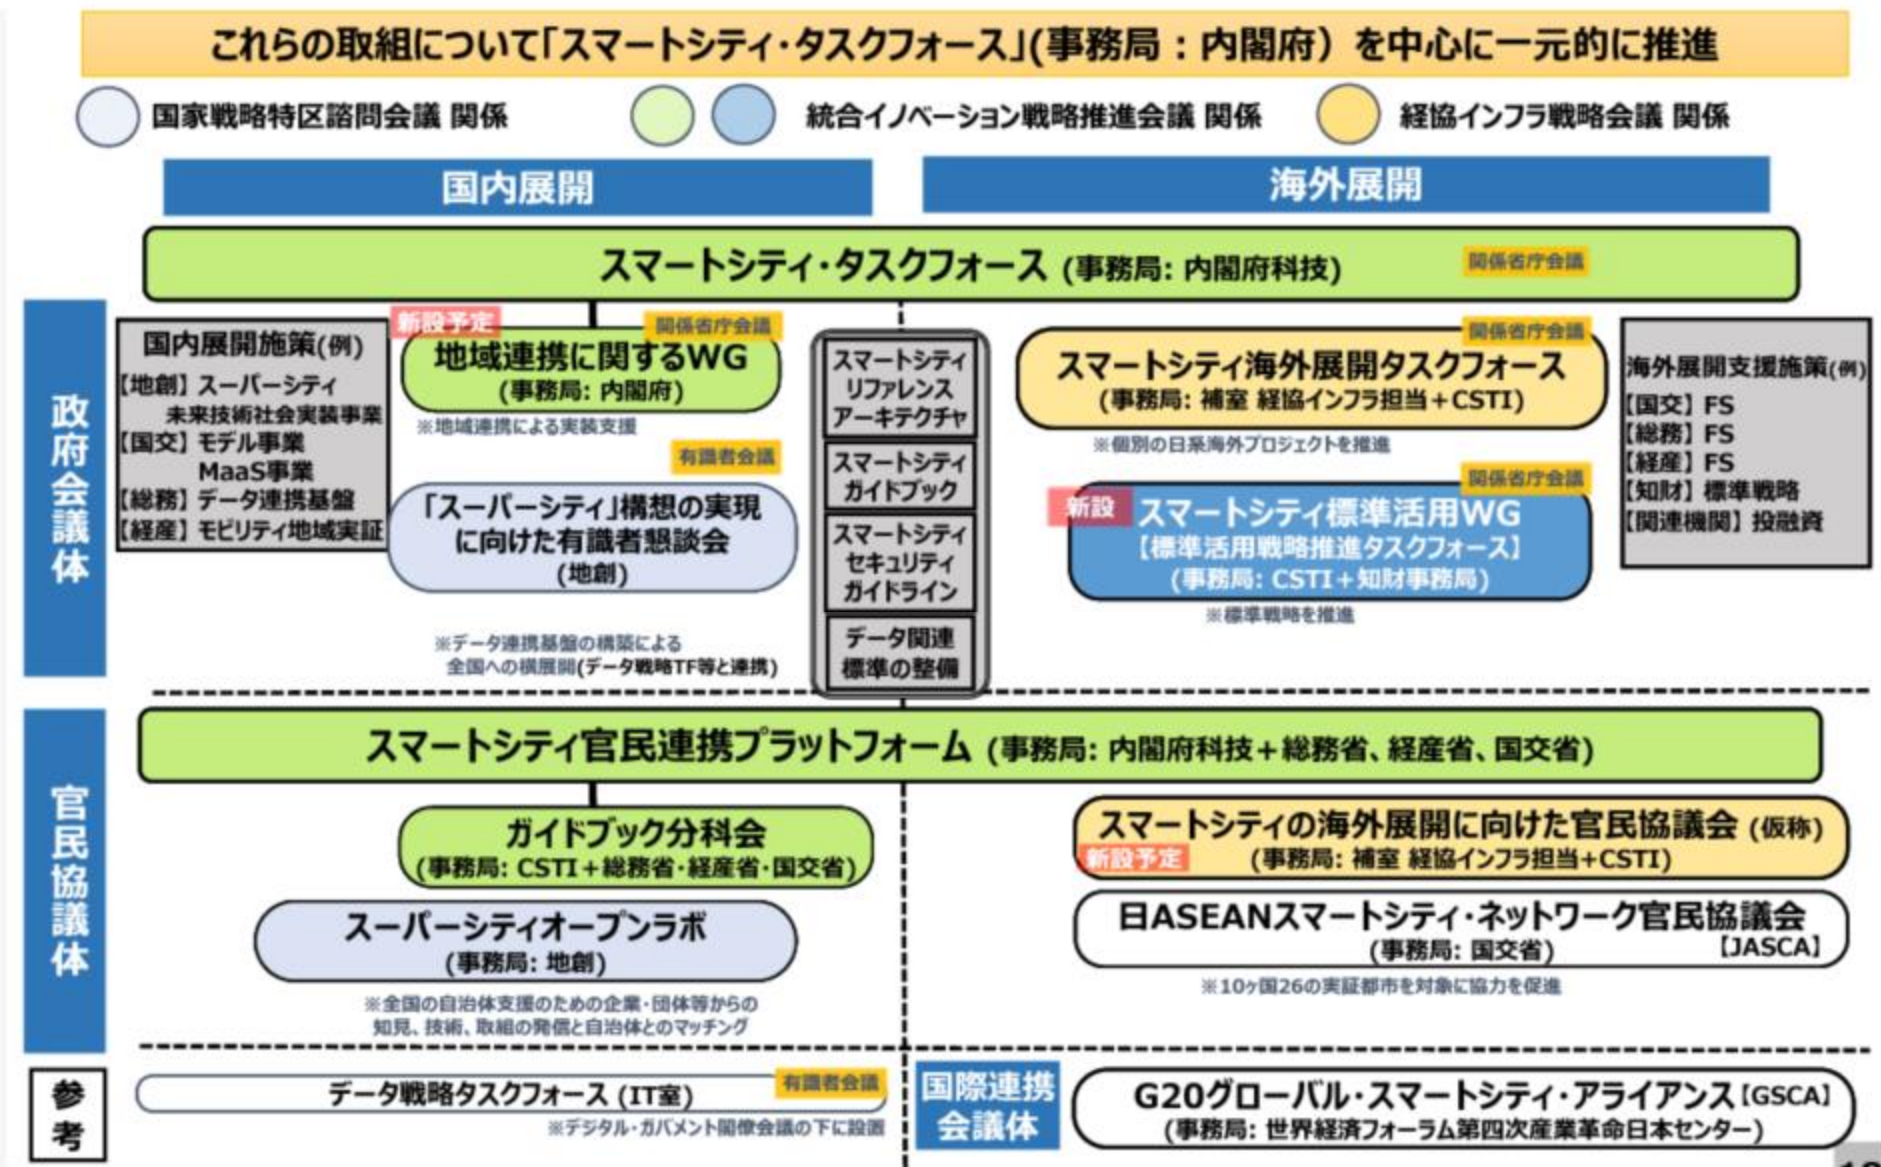 これらの取組について「スマートシティ・タスクフォース」(事務局：内閣府）を中心に一元的に推進
国家戦略特区諮問会議 関係
統合イノベーション戦略推進会議 関係
経協インフラ戦略会議 関係
国内展開
海外展開
スマートシティ・タスクフォース (事務局: 内閣府科技)
関係省庁会議
政府会議体
国内展開施策(例)
【地創】スーパーシティ
未来技術社会実装事業
【国交】モデル事業
MaaS事業
【総務】データ連携基盤
【経産】モビリティ地域実証
新設予定
関係省庁会議
地域連携に関するWG
(事務局: 内閣府)
※地域連携による実装支援
有識者会議
「スーパーシティ」構想の実現
に向けた有識者懇談会
(地創)
※データ連携基盤の構築による
全国への横展開(データ戦略TF等と連携)
スマートシティ
リファレンス
アーキテクチャ
スマートシティ
ガイドブック
スマートシティ
セキュリティ
ガイドライン
データ関連
標準の整備
関係省庁会議
スマートシティ海外展開タスクフォース
(事務局: 補室 経協インフラ担当＋CSTI)
※個別の日系海外プロジェクトを推進
関係省庁会議
新設
スマートシティ標準活用WG
【標準活用戦略推進タスクフォース】
(事務局: CSTI＋知財事務局)
※標準戦略を推進
海外展開支援施策(例)
【国交】FS
【総務】FS
【経産】FS
【知財】標準戦略
【関連機関】投融資
官民協議体
スマートシティ官民連携プラットフォーム (事務局: 内閣府科技＋総務省、経産省、国交省)
ガイドブック分科会
(事務局: CSTI＋総務省・経産省・国交省)
スーパーシティオープンラボ
(事務局: 地創)
※全国の自治体支援のための企業・団体等からの
知見、技術、取組の発信と自治体とのマッチング
スマートシティの海外展開に向けた官民協議会 (仮称)
新設予定
(事務局: 補室 経協インフラ担当+CSTI)
日ASEANスマートシティ・ネットワーク官民協議会
(事務局: 国交省)
【JASCA】
※10ヶ国26の実証都市を対象に協力を促進
参考
データ戦略タスクフォース (IT室)
有識者会議
※デジタル・ガバメント閣僚会議の下に設置
国際連携
会議体
G20グローバル・スマートシティ・アライアンス【GSCA】
(事務局: 世界経済フォーラム第四次産業革命日本センター)